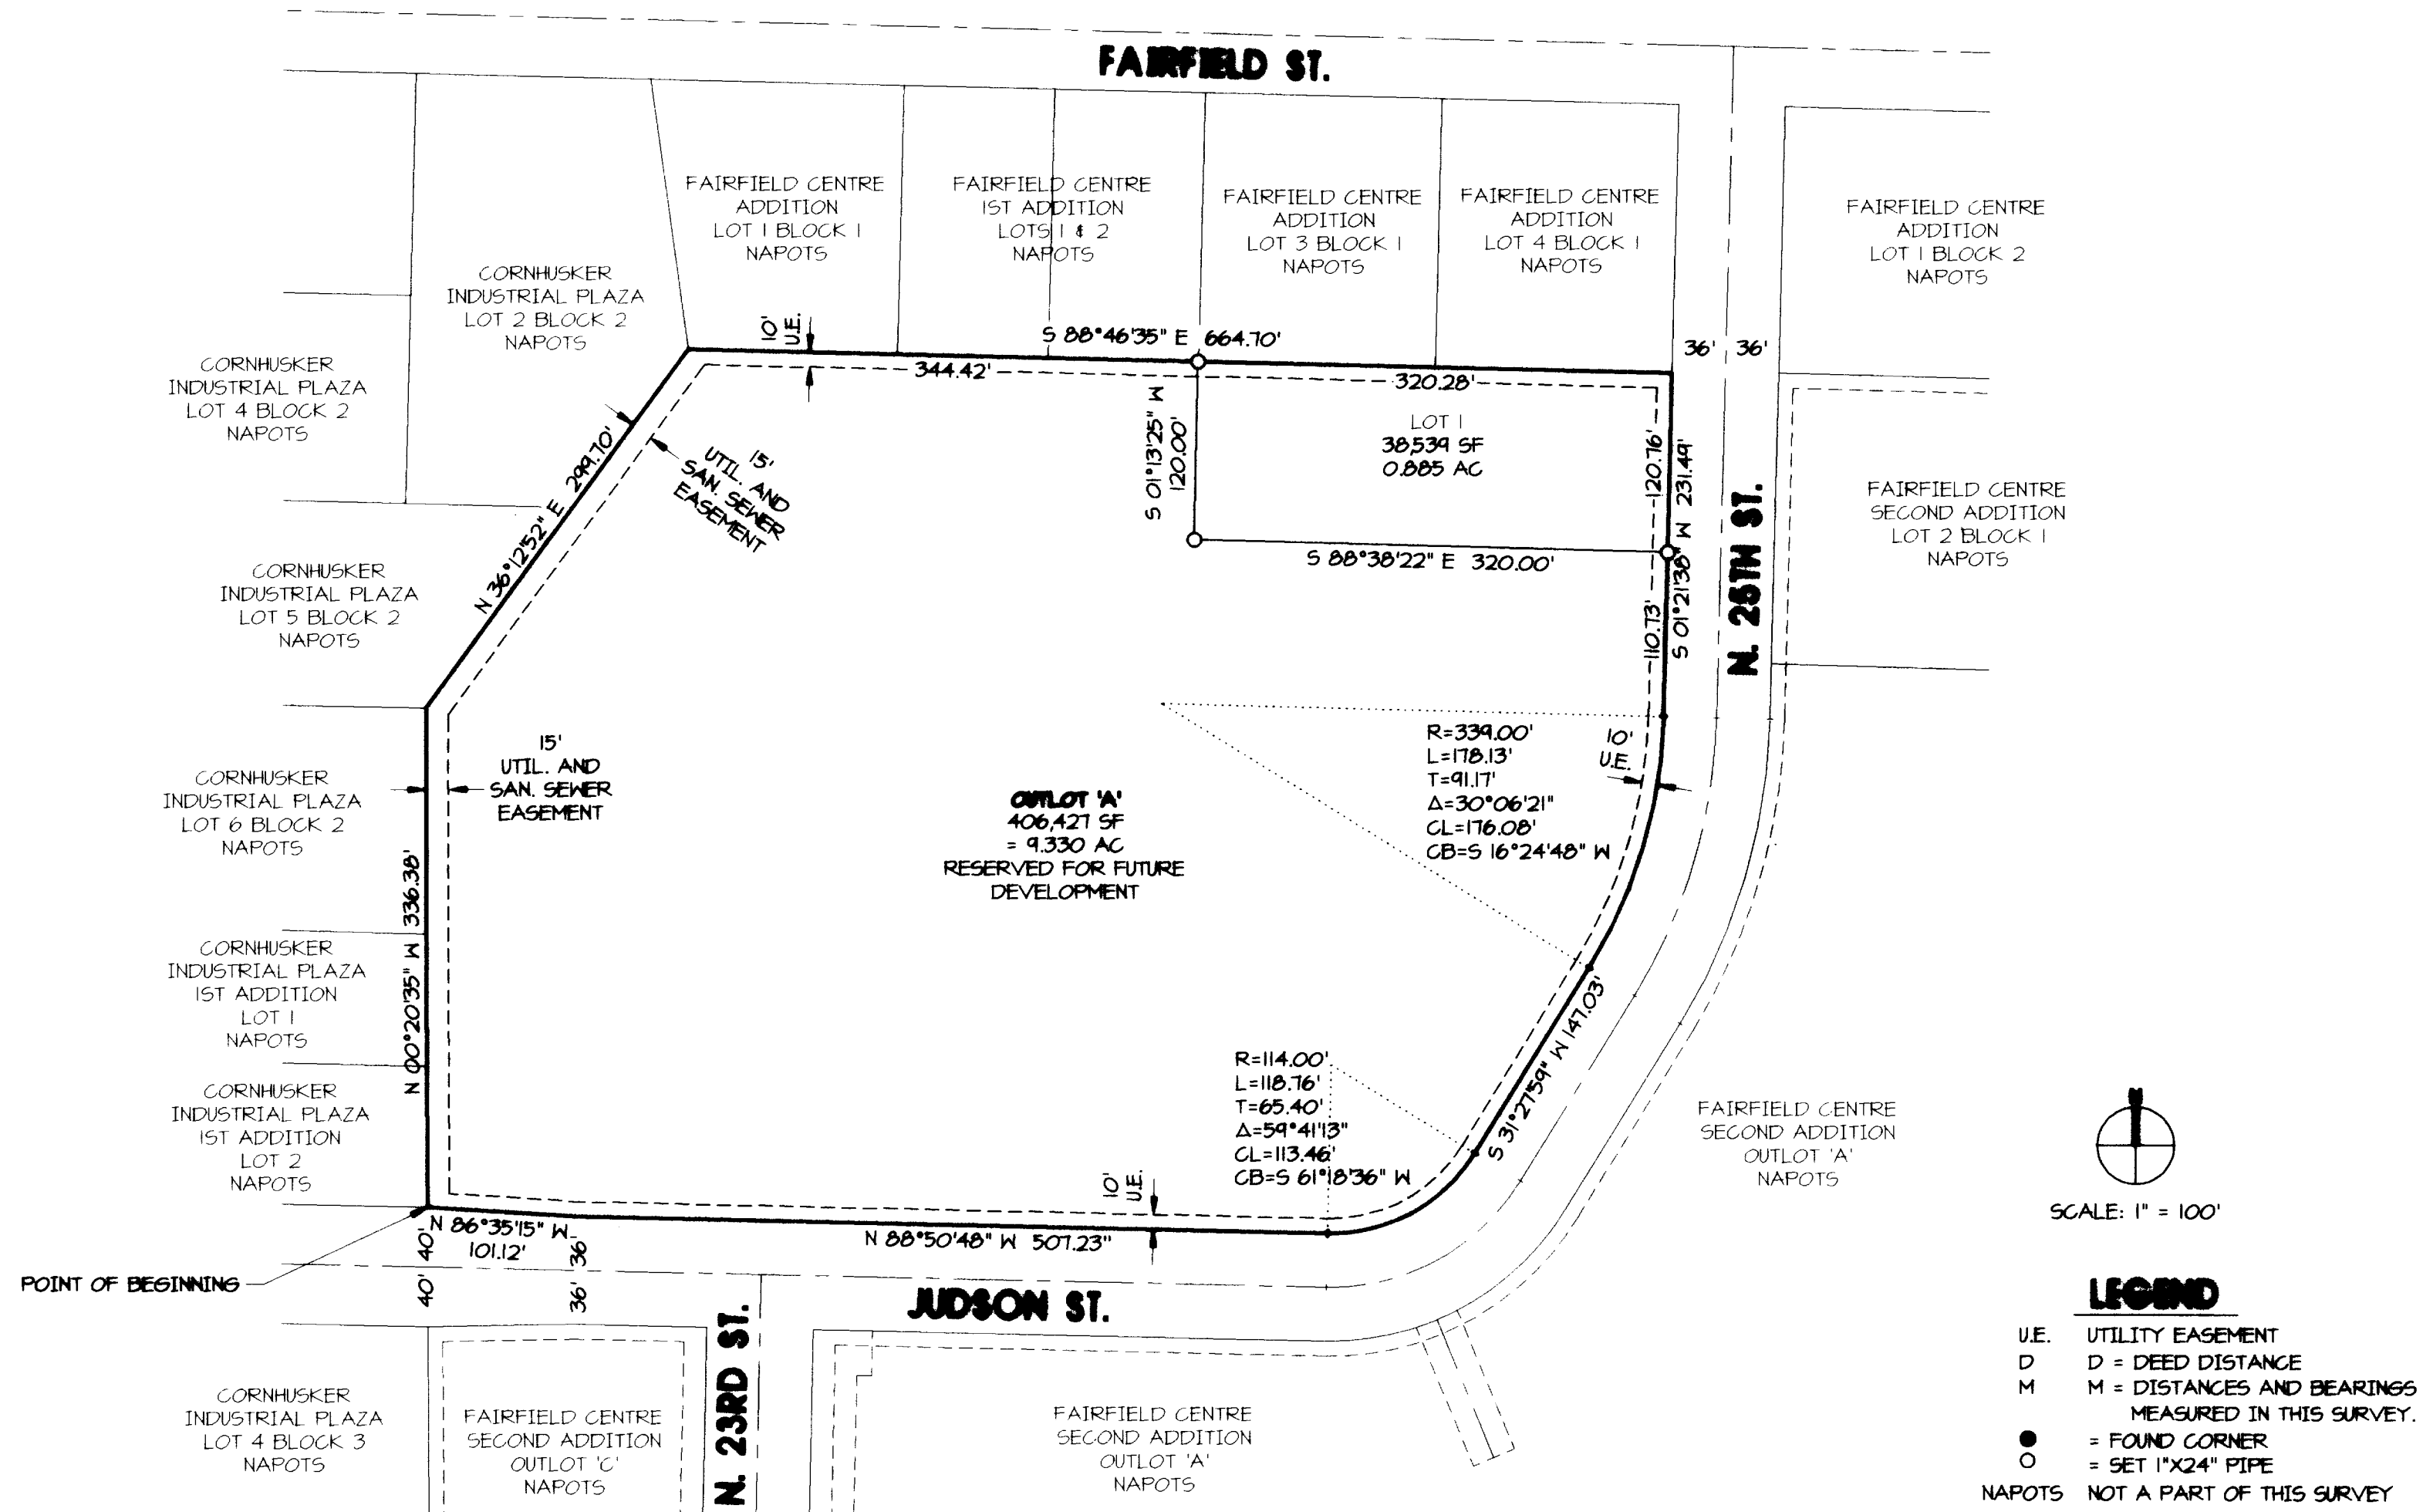 FAIRFIELD ST.
FAIRFIELD CENTRE
ADDITION
LOT 1 BLOCK 1
NAPOTS
FAIRFIELD CENTRE
1ST ADDITION
LOTS 1 & 2
NAPOTS
FAIRFIELD CENTRE
ADDITION
LOT 3 BLOCK 1
NAPOTS
FAIRFIELD CENTRE
ADDITION
LOT 4 BLOCK 1
NAPOTS
FAIRFIELD CENTRE
ADDITION
LOT 1 BLOCK 2
NAPOTS
CORNHUSKER
INDUSTRIAL PLAZA
LOT 2 BLOCK 2
NAPOTS
CORNHUSKER
INDUSTRIAL PLAZA
LOT 4 BLOCK 2
NAPOTS
10'
U.E.
S 88°46'35" E 664.70'
344.42'
320.28'
36' 36'
LOT 1
38,539 SF
0.885 AC
S 01°13'25" W
120.00'
120.76'
S 01°21'38" W 231.49'
110.73'
S 88°38'22" E 320.00'
N. 25TH ST.
FAIRFIELD CENTRE
SECOND ADDITION
LOT 2 BLOCK 1
NAPOTS
N 36°12'52" E 299.70'
15'
UTIL. AND
SAN. SEWER
EASEMENT
CORNHUSKER
INDUSTRIAL PLAZA
LOT 5 BLOCK 2
NAPOTS
15'
UTIL. AND
SAN. SEWER
EASEMENT
CORNHUSKER
INDUSTRIAL PLAZA
LOT 6 BLOCK 2
NAPOTS
OUTLOT 'A'
406,427 SF
= 9.330 AC
RESERVED FOR FUTURE
DEVELOPMENT
R=339.00'
L=178.13'
T=91.17'
Δ=30°06'21"
CL=176.08'
CB=S 16°24'48" W
10'
U.E.
N 00°20'35" W 336.38'
CORNHUSKER
INDUSTRIAL PLAZA
1ST ADDITION
LOT 1
NAPOTS
CORNHUSKER
INDUSTRIAL PLAZA
1ST ADDITION
LOT 2
NAPOTS
S 31°27'59" W 147.03'
R=114.00'
L=118.76'
T=65.40'
Δ=59°41'13"
CL=113.46'
CB=S 61°18'36" W
10'
U.E.
FAIRFIELD CENTRE
SECOND ADDITION
OUTLOT 'A'
NAPOTS
N
SCALE: 1" = 100'
N 86°35'15" W
101.12'
N 88°50'48" W 507.23"
40' 40'
36' 36'
POINT OF BEGINNING
JUDSON ST.
N. 23RD ST.
CORNHUSKER
INDUSTRIAL PLAZA
LOT 4 BLOCK 3
NAPOTS
FAIRFIELD CENTRE
SECOND ADDITION
OUTLOT 'C'
NAPOTS
FAIRFIELD CENTRE
SECOND ADDITION
OUTLOT 'A'
NAPOTS
LEGEND
U.E. UTILITY EASEMENT
D D = DEED DISTANCE
M M = DISTANCES AND BEARINGS
MEASURED IN THIS SURVEY.
= FOUND CORNER
= SET 1"X24" PIPE
NAPOTS NOT A PART OF THIS SURVEY